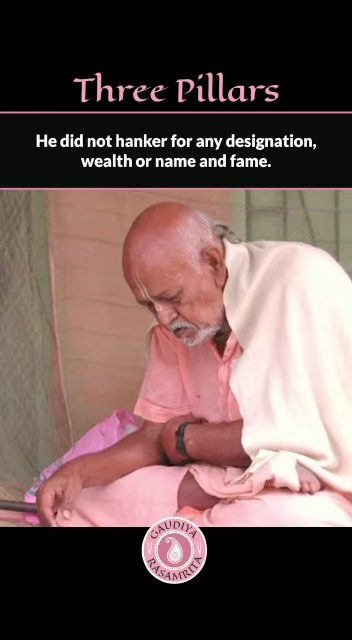 Three Pillars
He did not hanker for any designation,
wealth or name and fame.
GAUDIYA
RASAMRITA